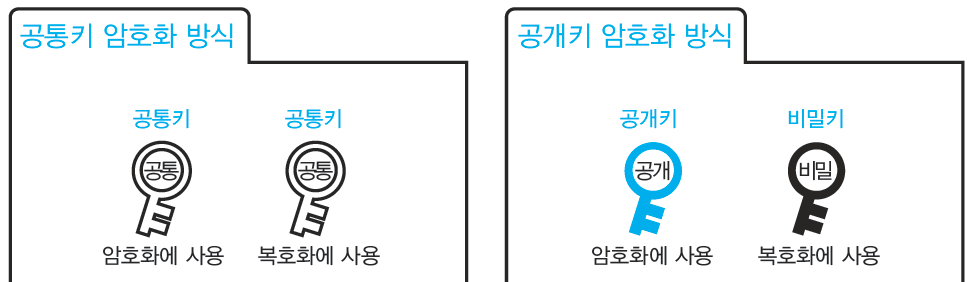 공통키 암호화 방식
공통키 공통키
공통 공통
암호화에 사용 복호화에 사용
공개키 암호화 방식
공개키 비밀키
공개 비밀
암호화에 사용 복호화에 사용